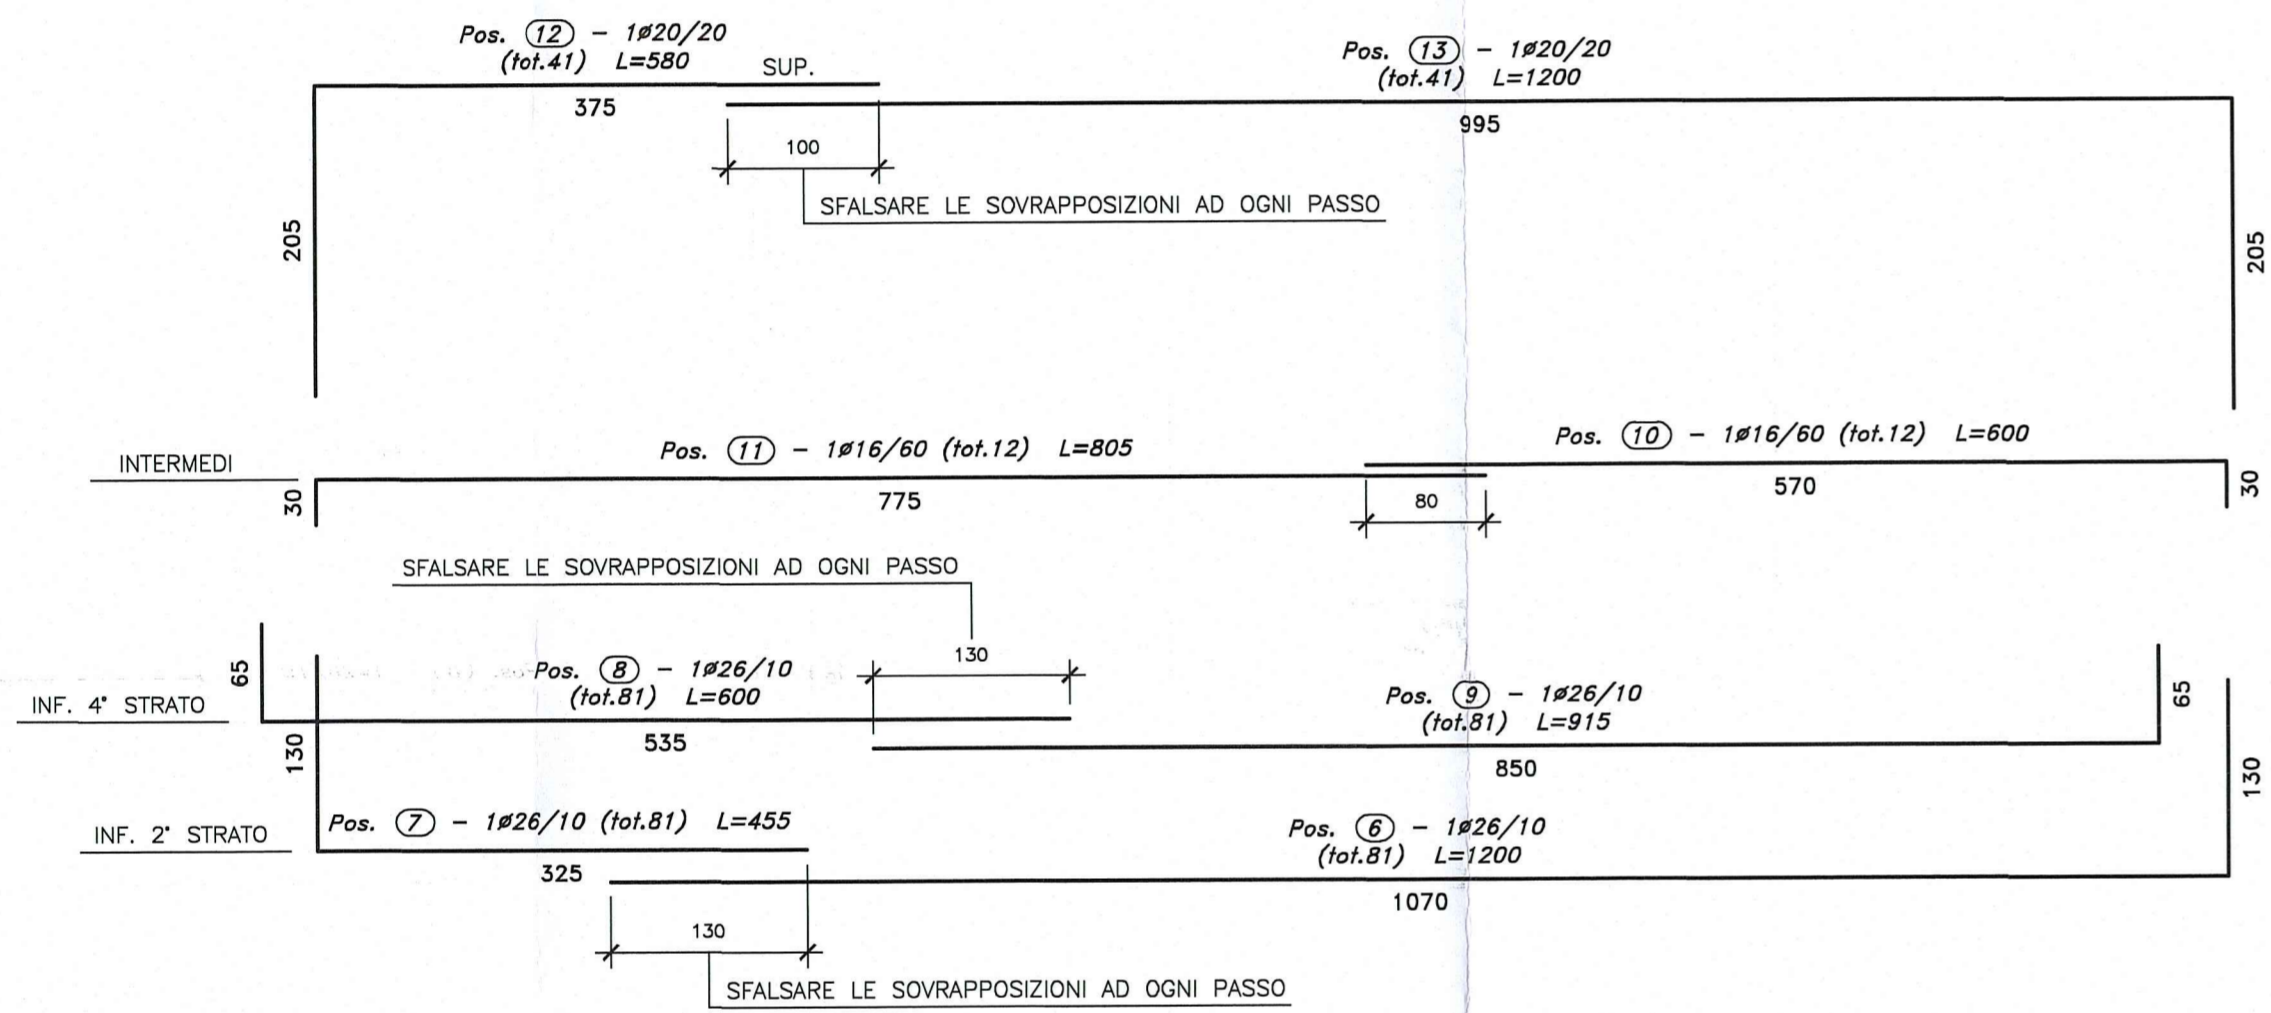 Pos. 12 - 1ø20/20
(tot.41) L=580
SUP.
375
Pos. 13 - 1ø20/20
(tot.41) L=1200
995
100
SFALSARE LE SOVRAPPOSIZIONI AD OGNI PASSO
205
205
INTERMEDI
Pos. 11 - 1ø16/60 (tot.12) L=805
Pos. 10 - 1ø16/60 (tot.12) L=600
30
775
80
570
30
SFALSARE LE SOVRAPPOSIZIONI AD OGNI PASSO
65
INF. 4° STRATO
Pos. 8 - 1ø26/10
(tot.81) L=600
535
130
Pos. 9 - 1ø26/10
(tot.81) L=915
850
65
130
130
INF. 2° STRATO
Pos. 7 - 1ø26/10 (tot.81) L=455
325
Pos. 6 - 1ø26/10
(tot.81) L=1200
1070
130
SFALSARE LE SOVRAPPOSIZIONI AD OGNI PASSO